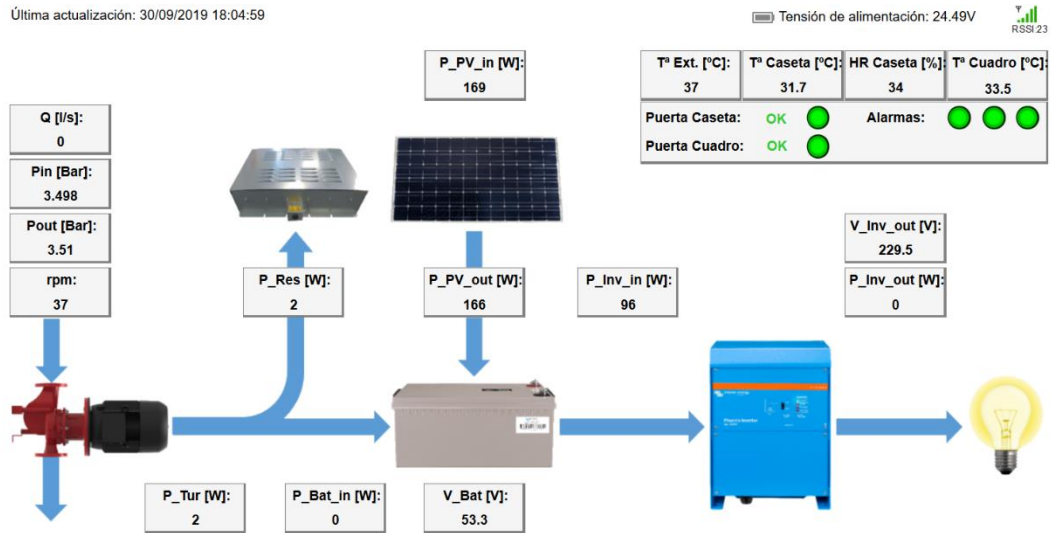 Última actualización: 30/09/2019 18:04:59
Tensión de alimentación: 24.49V
RSSI:23
P_PV_in [W]:
169
Tª Ext. [ºC]: Tª Caseta [ºC]: HR Caseta [%]: Tª Cuadro [ºC]:
37 31.7 34 33.5
Puerta Caseta: OK Alarmas:
Puerta Cuadro: OK
Q [l/s]:
0
Pin [Bar]:
3.498
Pout [Bar]:
3.51
rpm:
37
P_Res [W]:
2
P_PV_out [W]:
166
P_Inv_in [W]:
96
V_Inv_out [V]:
229.5
P_Inv_out [W]:
0
P_Tur [W]:
2
P_Bat_in [W]:
0
V_Bat [V]:
53.3